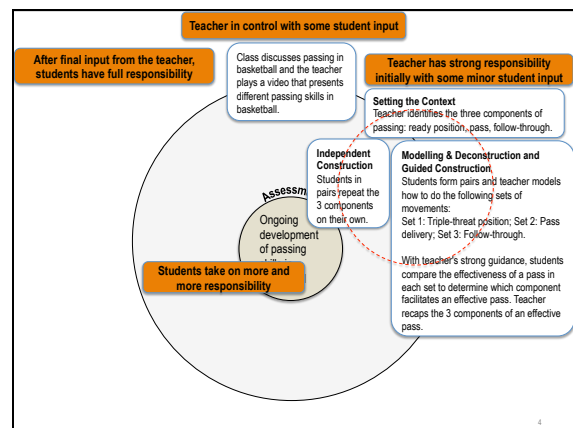 Teacher in control with some student input
After final input from the teacher,
students have full responsibility
Class discusses passing in
basketball and the teacher
plays a video that presents
different passing skills in
basketball.
Teacher has strong responsibility
initially with some minor student input
Setting the Context
Teacher identifies the three components of
passing: ready position, pass, follow-through.
Independent
Construction
Students in
pairs repeat the
3 components
on their own.
Modelling & Deconstruction and
Guided Construction
Students form pairs and teacher models
how to do the following sets of
movements:
Set 1: Triple-threat position; Set 2: Pass
delivery; Set 3: Follow-through.
With teacher's strong guidance, students
compare the effectiveness of a pass in
each set to determine which component
facilitates an effective pass. Teacher
recaps the 3 components of an effective
pass.
Assessm
Ongoing
development
of passing
Students take on more and
more responsibility
4